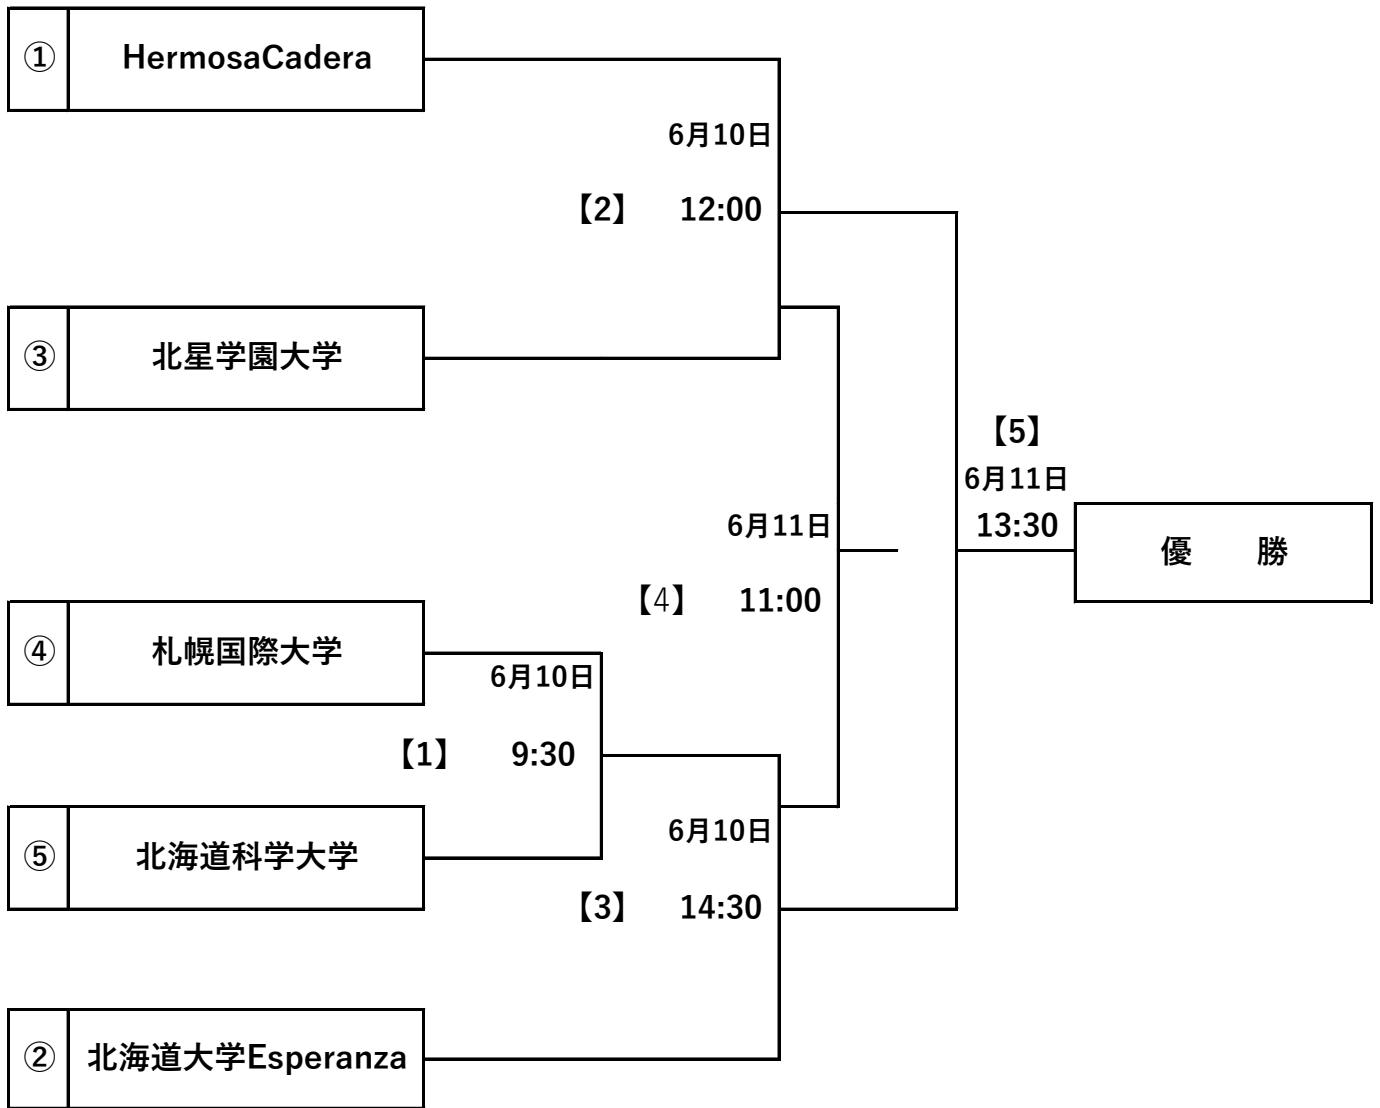 ① HermosaCadera
6月10日
【2】 12:00
③ 北星学園大学
【5】
6月11日
13:30
優 勝
6月11日
【4】 11:00
④ 札幌国際大学
6月10日
【1】 9:30
⑤ 北海道科学大学
6月10日
【3】 14:30
② 北海道大学Esperanza